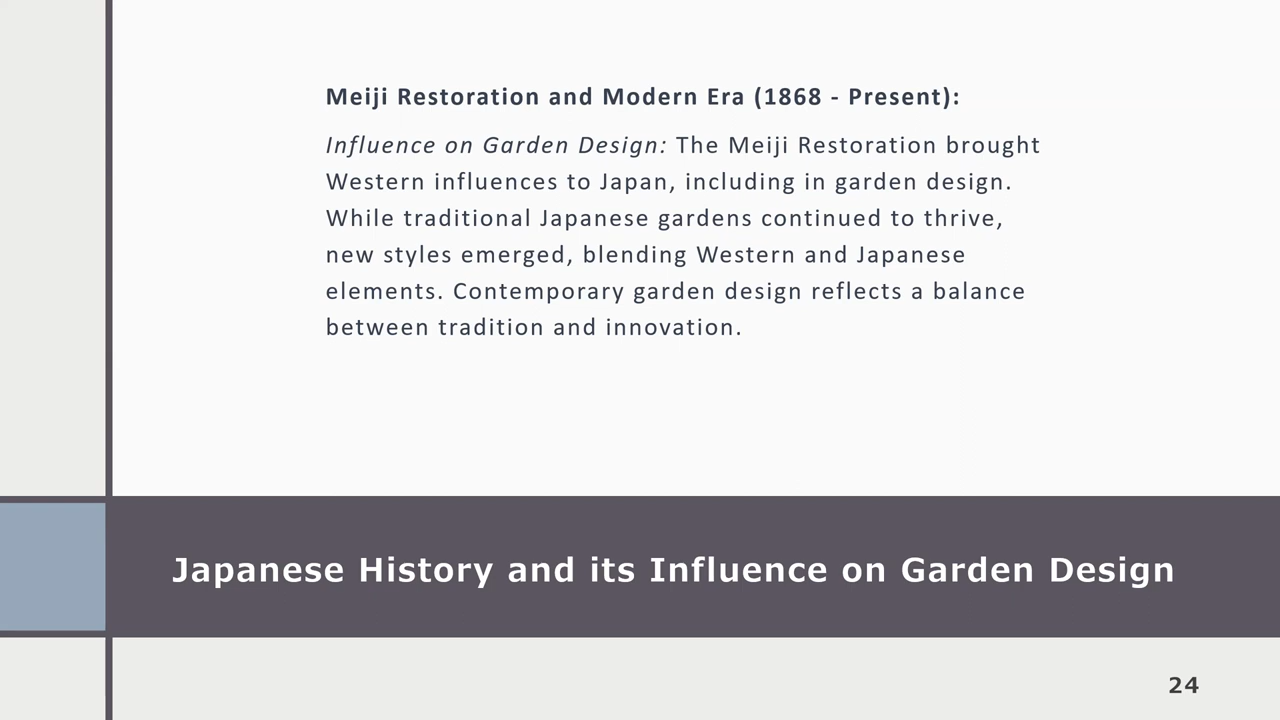 Meiji Restoration and Modern Era (1868 - Present):
Influence on Garden Design: The Meiji Restoration brought
Western influences to Japan, including in garden design.
While traditional Japanese gardens continued to thrive,
new styles emerged, blending Western and Japanese
elements. Contemporary garden design reflects a balance
between tradition and innovation.
Japanese History and its Influence on Garden Design
24